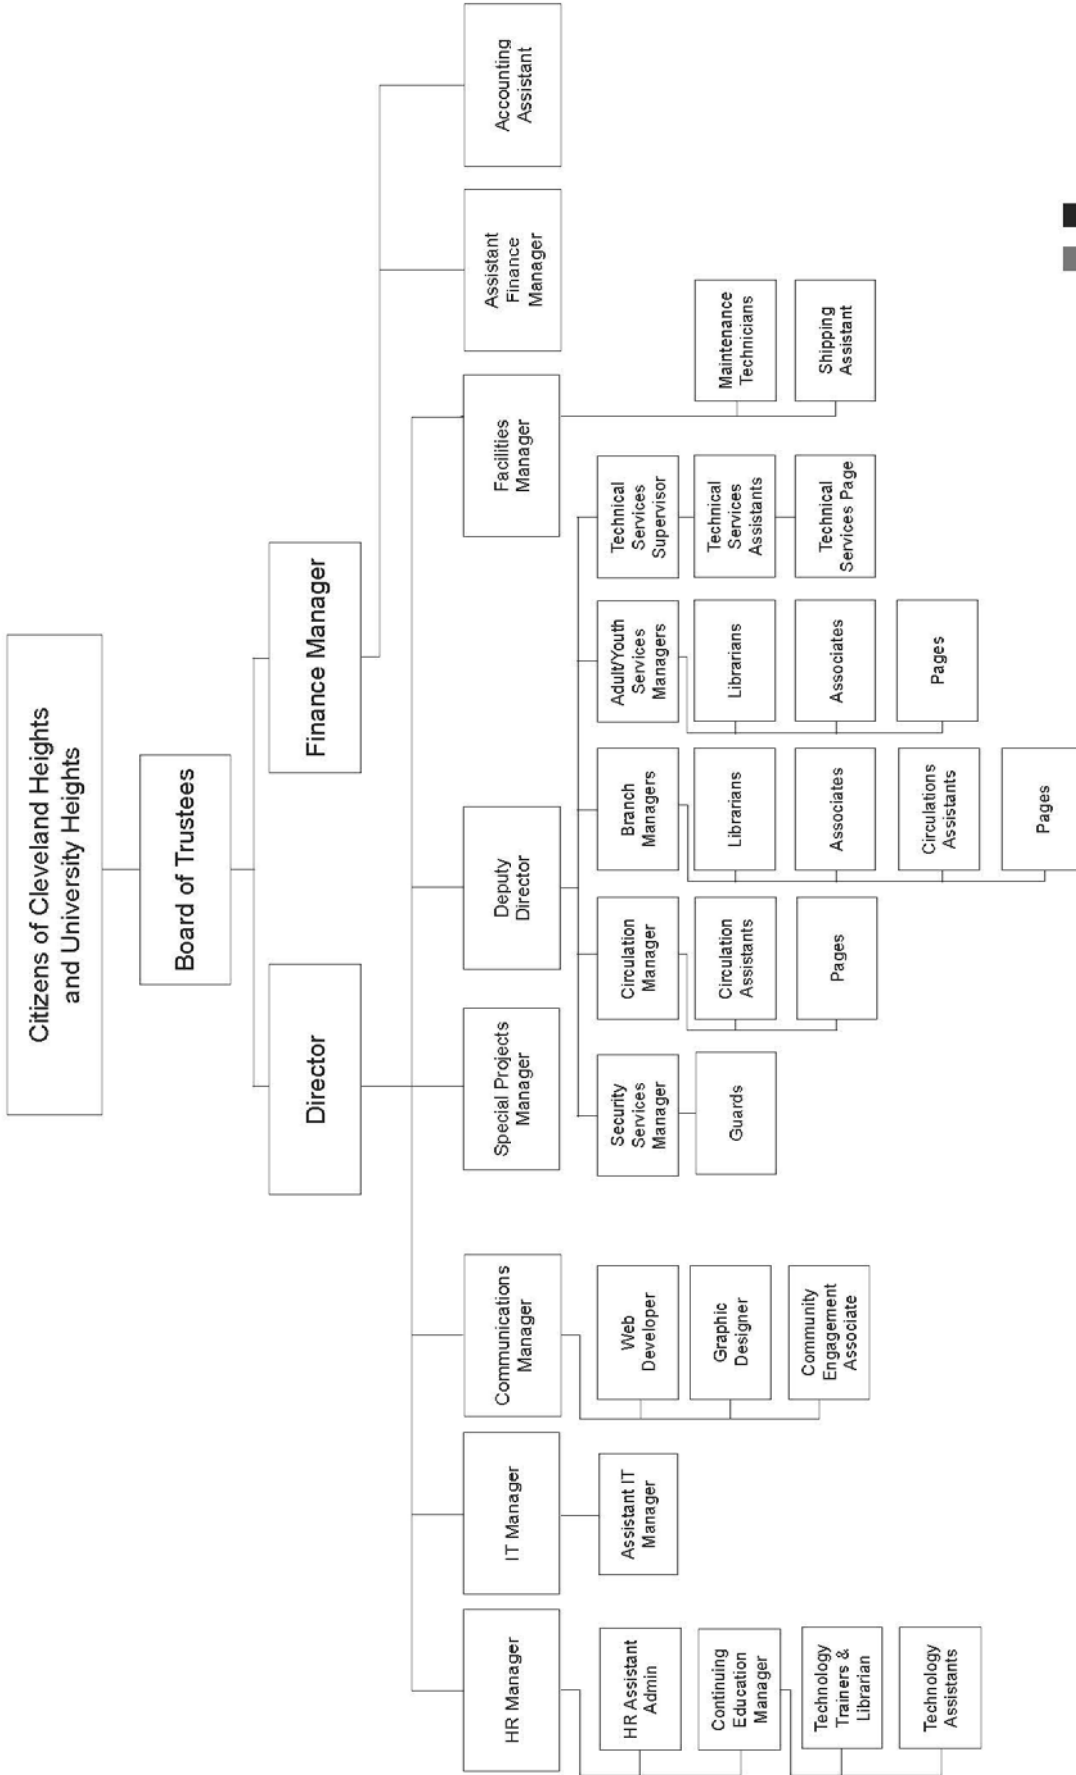 Citizens of Cleveland Heights
and University Heights
Board of Trustees
Director
Finance Manager
HR Manager
IT Manager
Communications
Manager
Special Projects
Manager
Deputy
Director
Facilities
Manager
Assistant
Finance
Manager
Accounting
Assistant
HR Assistant
Admin
Continuing
Education
Manager
Technology
Trainers &
Librarian
Technology
Assistants
Assistant IT
Manager
Web
Developer
Graphic
Designer
Community
Engagement
Associate
Security
Services
Manager
Guards
Circulation
Manager
Circulation
Assistants
Pages
Branch
Managers
Librarians
Associates
Circulations
Assistants
Pages
Adult/Youth
Services
Managers
Librarians
Associates
Pages
Technical
Services
Supervisor
Technical
Services
Assistants
Technical
Services Page
Maintenance
Technicians
Shipping
Assistant